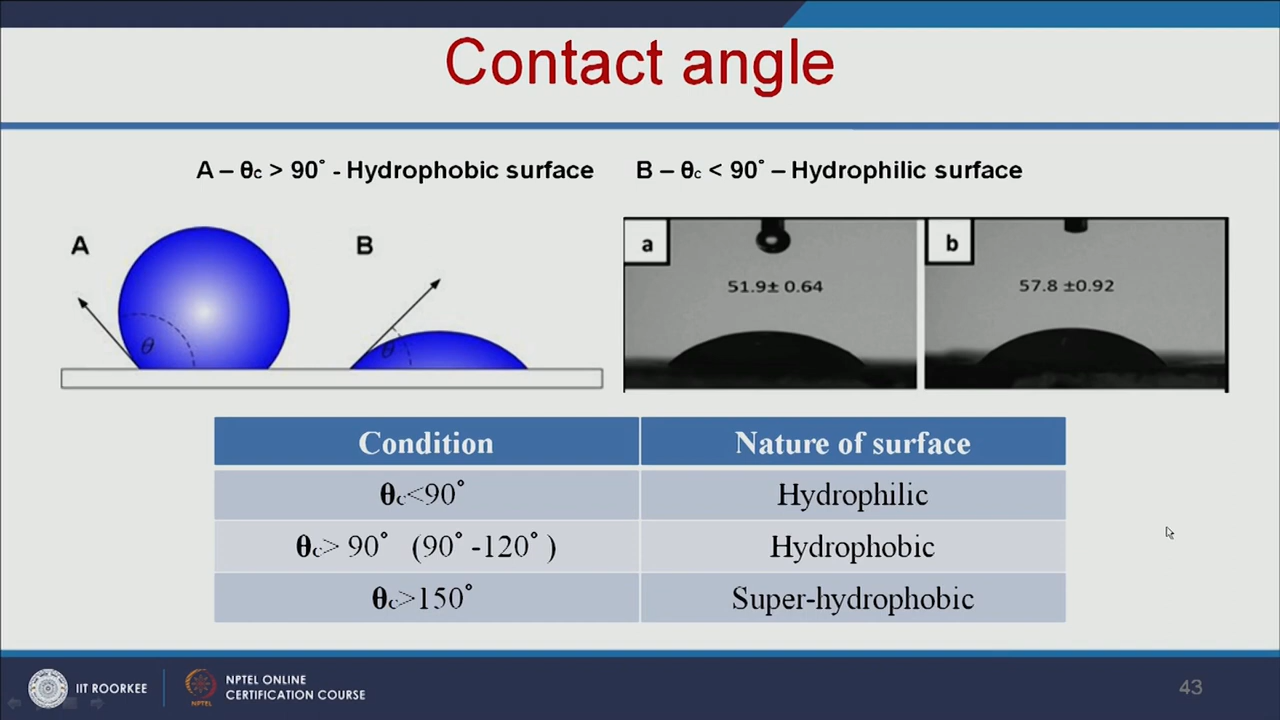 Contact angle
A – θc > 90° - Hydrophobic surface
B – θc < 90° – Hydrophilic surface
A
θ
B
θ
a
51.9± 0.64
b
57.8 ±0.92
Condition
Nature of surface
θc<90°
Hydrophilic
θc> 90° (90° -120° )
Hydrophobic
θc>150°
Super-hydrophobic
IIT ROORKEE
NPTEL
NPTEL ONLINE
CERTIFICATION COURSE
43